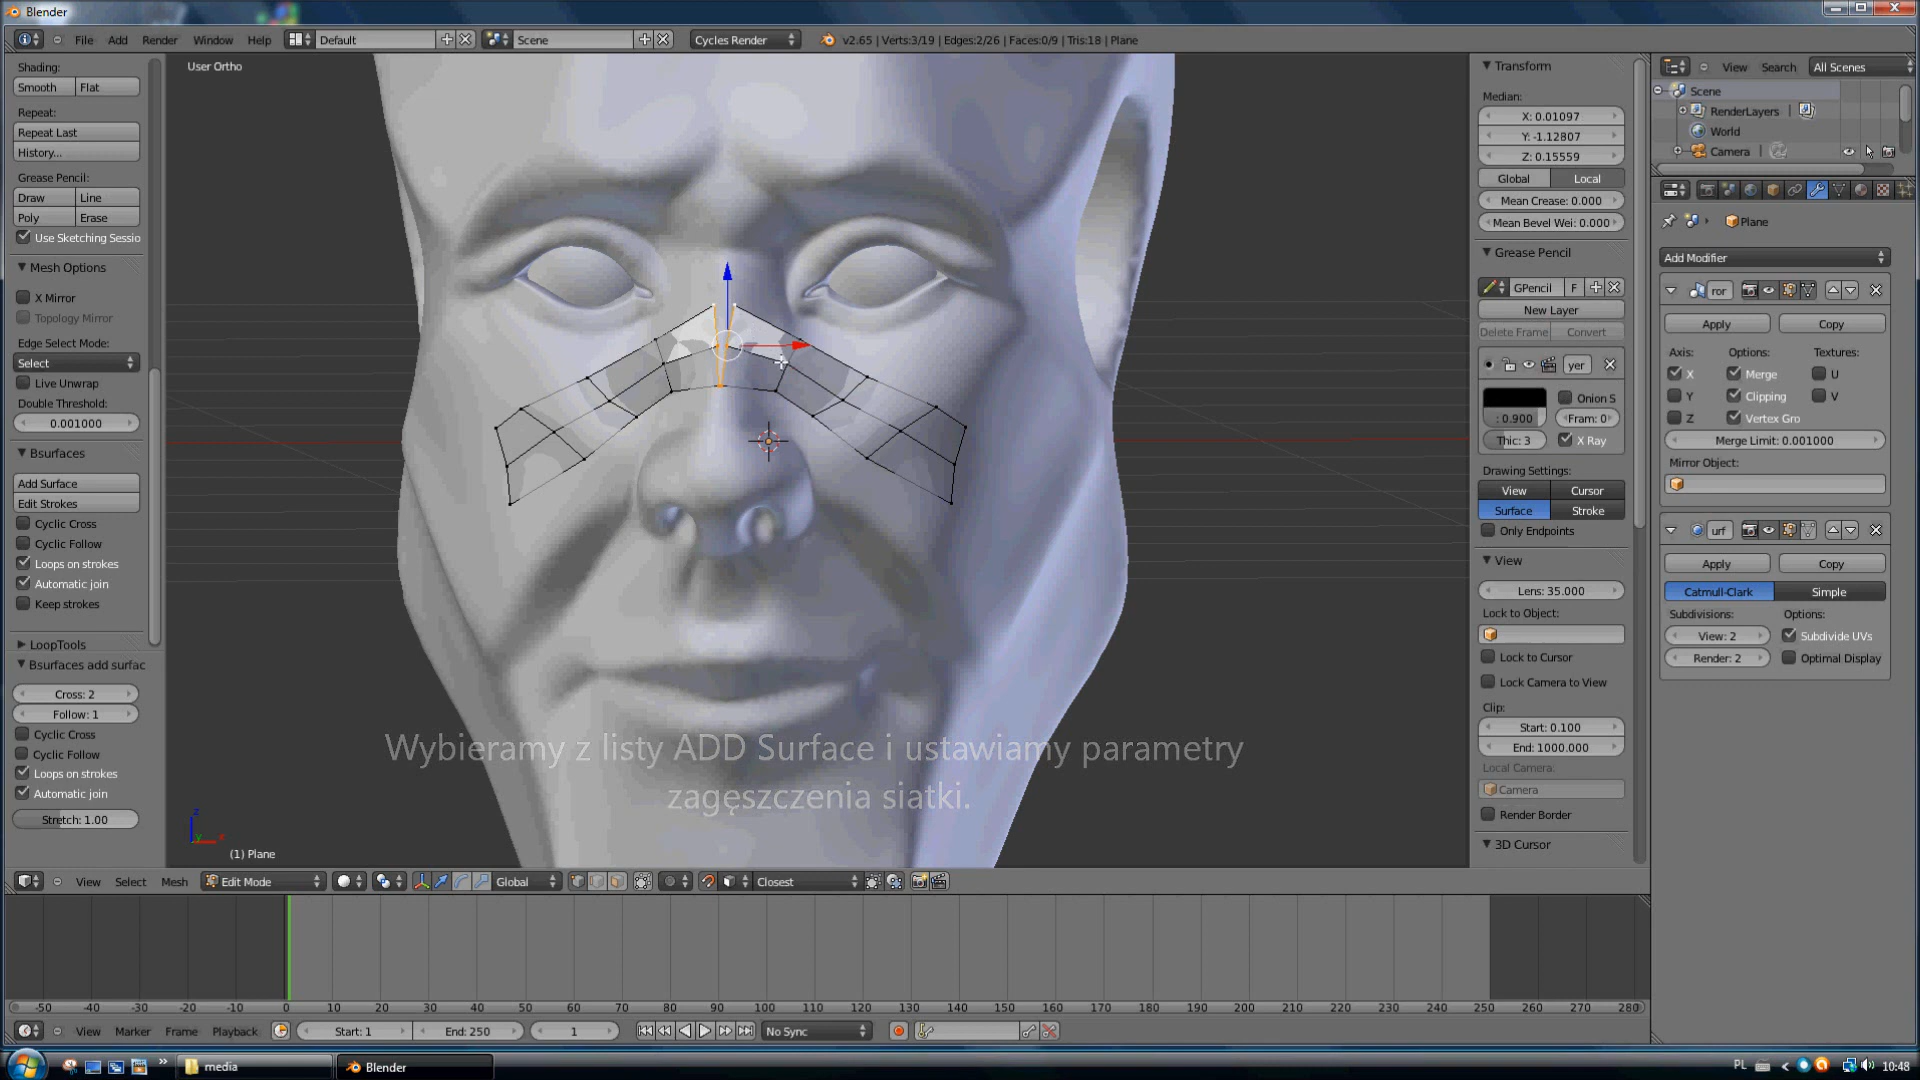 Blender
File Add Render Window Help Default Scene Cycles Render v2.65 | Verts:3/19 | Edges:2/26 | Faces:0/9 | Tris:18 | Plane
Shading:
Smooth Flat
Repeat:
Repeat Last
History...
Grease Pencil:
Draw Line
Poly Erase
Use Sketching Sessio
Mesh Options
X Mirror
Topology Mirror
Edge Select Mode:
Select
Live Unwrap
Double Threshold:
0.001000
Bsurfaces
Add Surface
Edit Strokes
Cyclic Cross
Cyclic Follow
Loops on strokes
Automatic join
Keep strokes
LoopTools
Bsurfaces add surfac
Cross: 2
Follow: 1
Cyclic Cross
Cyclic Follow
Loops on strokes
Automatic join
Stretch: 1.00
User Ortho
z
y x
(1) Plane
Wybieramy z listy ADD Surface i ustawiamy parametry
zagęszczenia siatki.
Transform
Median:
X: 0.01097
Y: -1.12807
Z: 0.15559
Global Local
Mean Crease: 0.000
Mean Bevel Wei: 0.000
Grease Pencil
GPencil F
New Layer
Delete Frame Convert
yer
Onion S
: 0.900 Fram: 0
Thic: 3 X Ray
Drawing Settings:
View Cursor
Surface Stroke
Only Endpoints
View
Lens: 35.000
Lock to Object:
Lock to Cursor
Lock Camera to View
Clip:
Start: 0.100
End: 1000.000
Local Camera:
Camera
Render Border
3D Cursor
View Search All Scenes
Scene
RenderLayers |
World
Camera |
Plane
Add Modifier
ror
Apply Copy
Axis: Options: Textures:
X Merge U
Y Clipping V
Z Vertex Gro
Merge Limit: 0.001000
Mirror Object:
urf
Apply Copy
Catmull-Clark Simple
Subdivisions: Options:
View: 2 Subdivide UVs
Render: 2 Optimal Display
View Select Mesh Edit Mode Global Closest
-50 -40 -30 -20 -10 0 10 20 30 40 50 60 70 80 90 100 110 120 130 140 150 160 170 180 190 200 210 220 230 240 250 260 270 280
View Marker Frame Playback Start: 1 End: 250 1 No Sync
media Blender PL 10:48